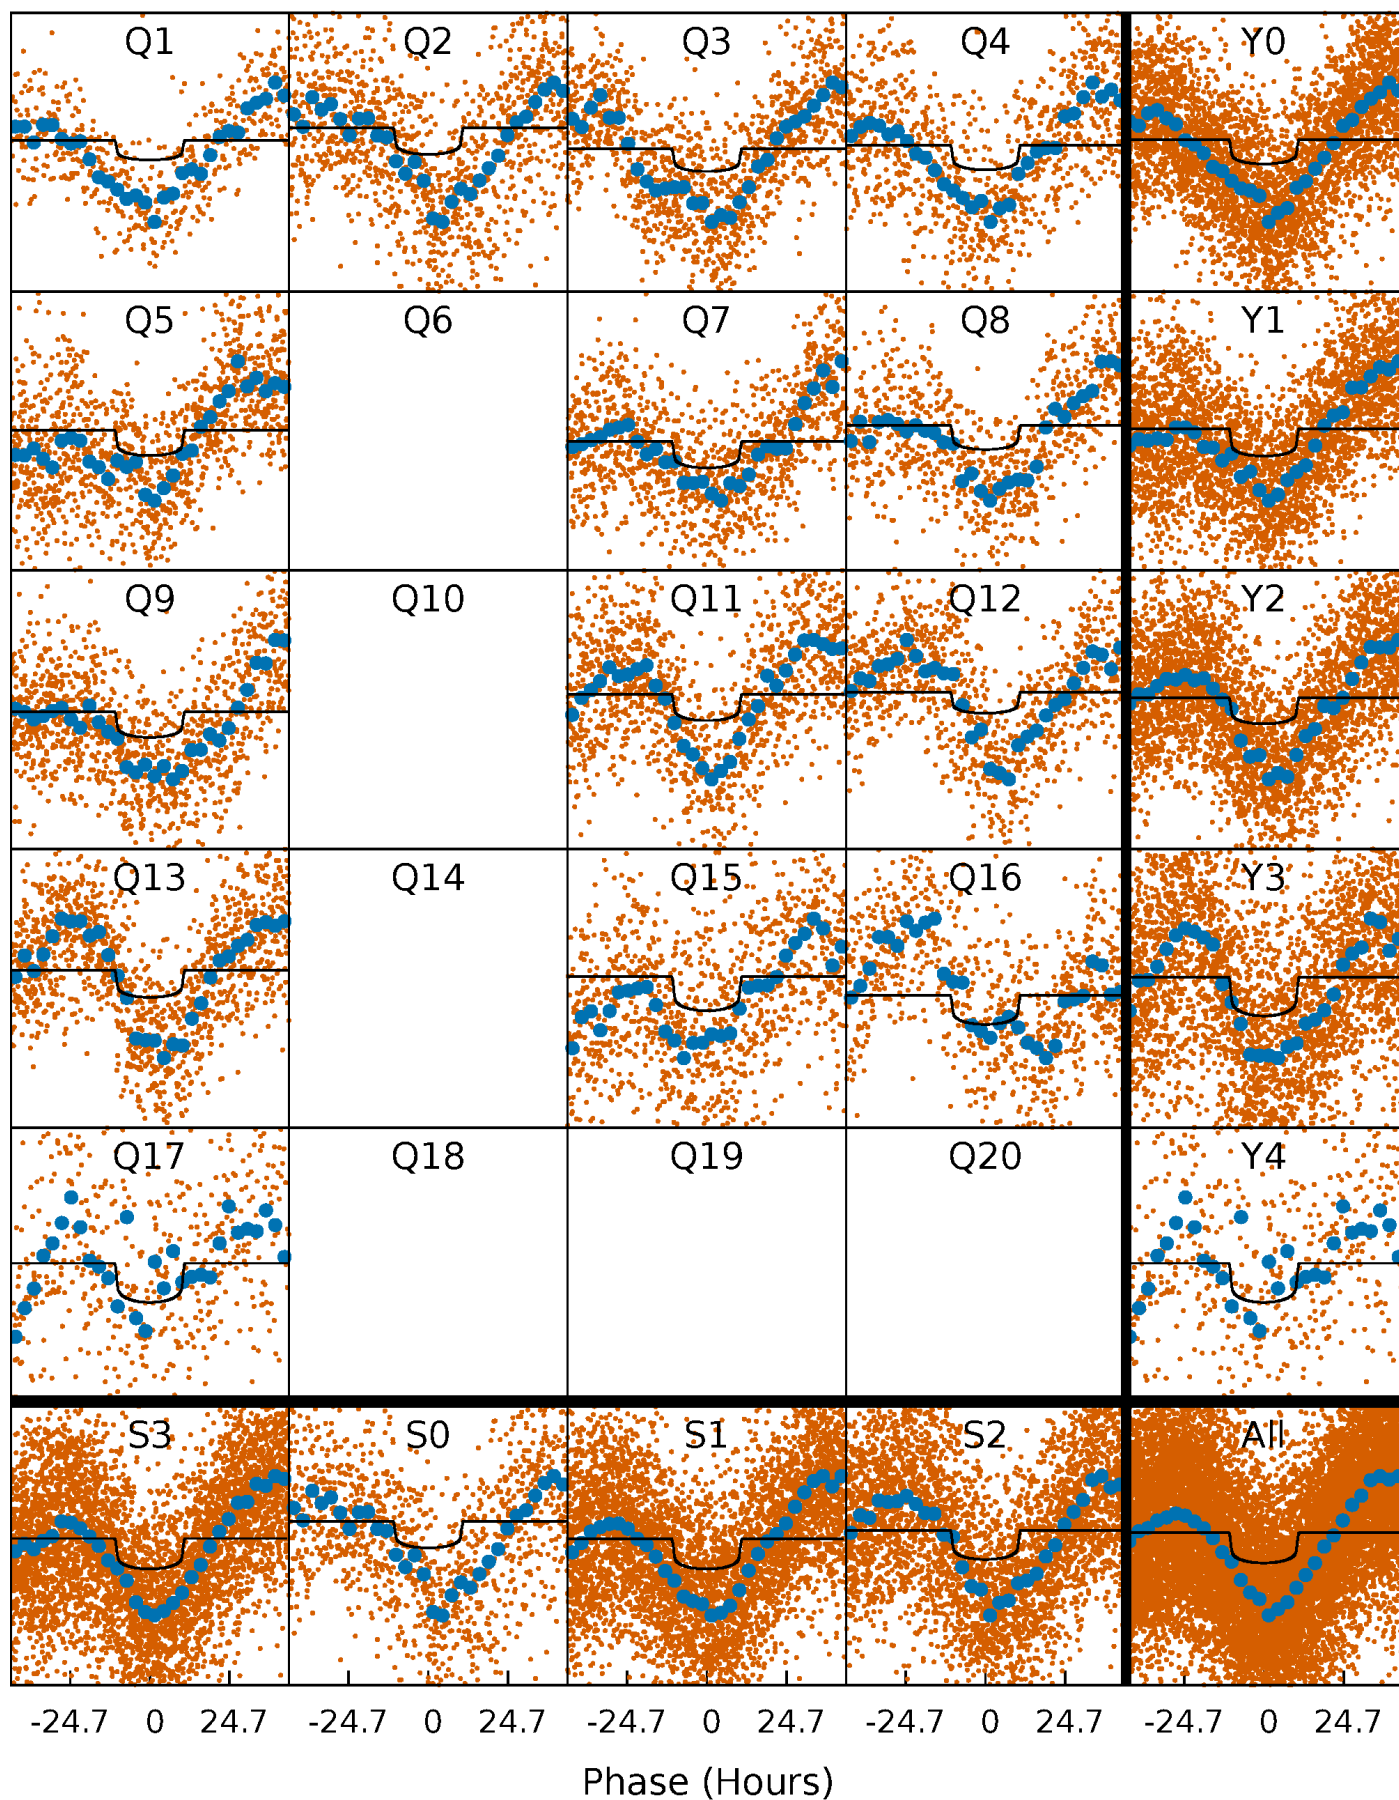 Q1 Q2 Q3 Q4 Y0
Q5 Q6 Q7 Q8 Y1
Q9 Q10 Q11 Q12 Y2
Q13 Q14 Q15 Q16 Y3
Q17 Q18 Q19 Q20 Y4
S3 S0 S1 S2 All
-24.7 0 24.7 -24.7 0 24.7 -24.7 0 24.7 -24.7 0 24.7 -24.7 0 24.7
Phase (Hours)